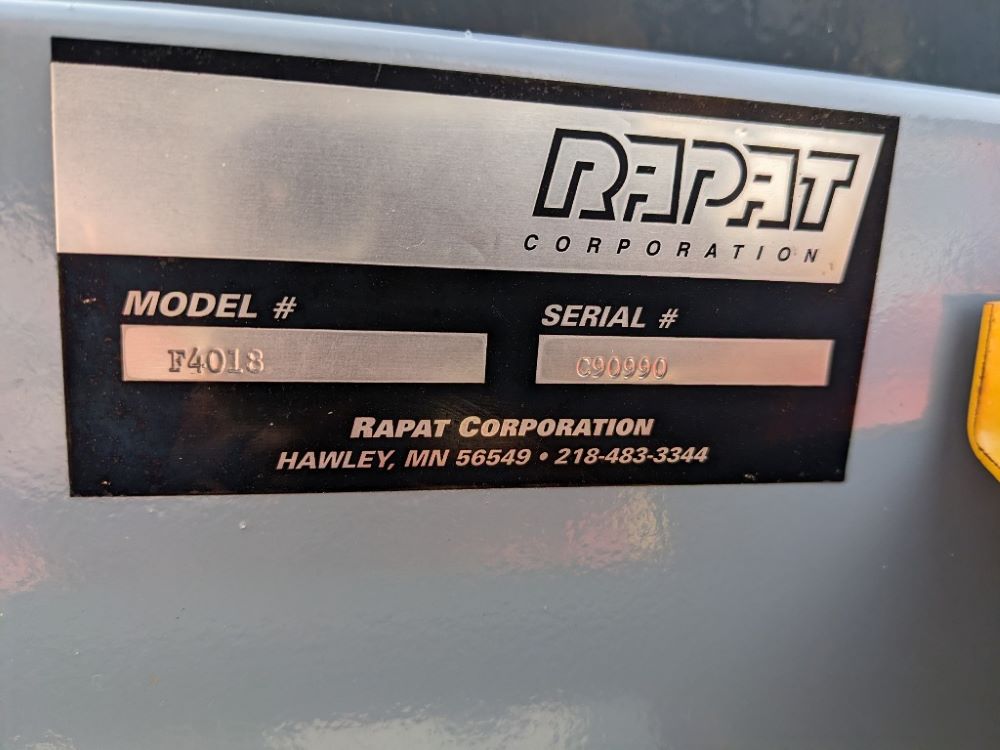 RAPAT
CORPORATION
MODEL #
SERIAL #
F4018
C90990
RAPAT CORPORATION
HAWLEY, MN 56549 • 218-483-3344